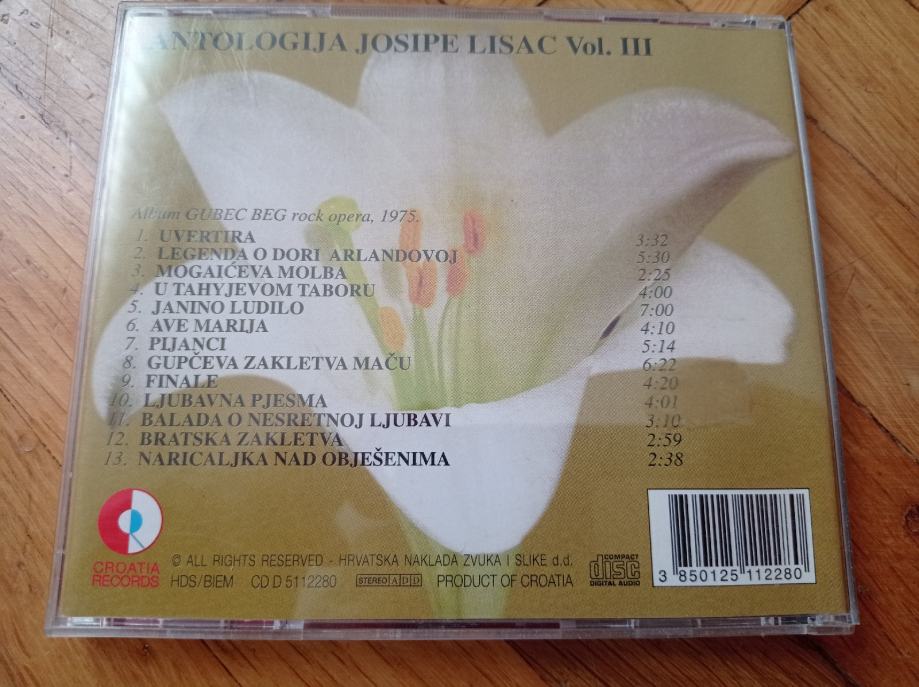 ANTOLOGIJA JOSIPE LISAC Vol. III
Album GUBEC BEG rock opera, 1975.
1. UVERTIRA 3:32
2. LEGENDA O DORI ARLANDOVOJ 5:30
3. MOGAIĆEVA MOLBA 2:25
4. U TAHYJEVOM TABORU 4:00
5. JANINO LUDILO 7:00
6. AVE MARIJA 4:10
7. PIJANCI 5:14
8. GUPČEVA ZAKLETVA MAČU 6:22
9. FINALE 4:20
10. LJUBAVNA PJESMA 4:01
11. BALADA O NESRETNOJ LJUBAVI 3:10
12. BRATSKA ZAKLETVA 2:59
13. NARICALJKA NAD OBJEŠENIMA 2:38
CROATIA
RECORDS
© ALL RIGHTS RESERVED - HRVATSKA NAKLADA ZVUKA I SLIKE d.d.
HDS/BIEM CD D 5112280 STEREO A D D PRODUCT OF CROATIA
COMPACT
disc
DIGITAL AUDIO
3 850125 112280